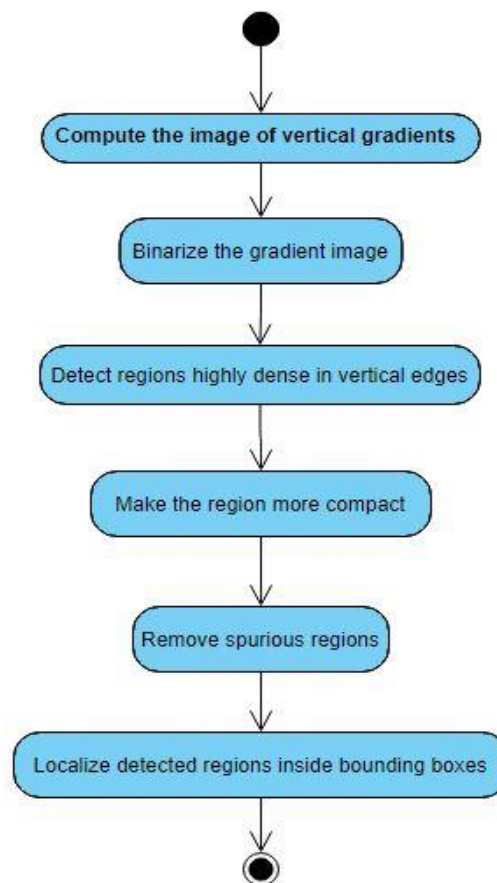 Compute the image of vertical gradients
Binarize the gradient image
Detect regions highly dense in vertical edges
Make the region more compact
Remove spurious regions
Localize detected regions inside bounding boxes